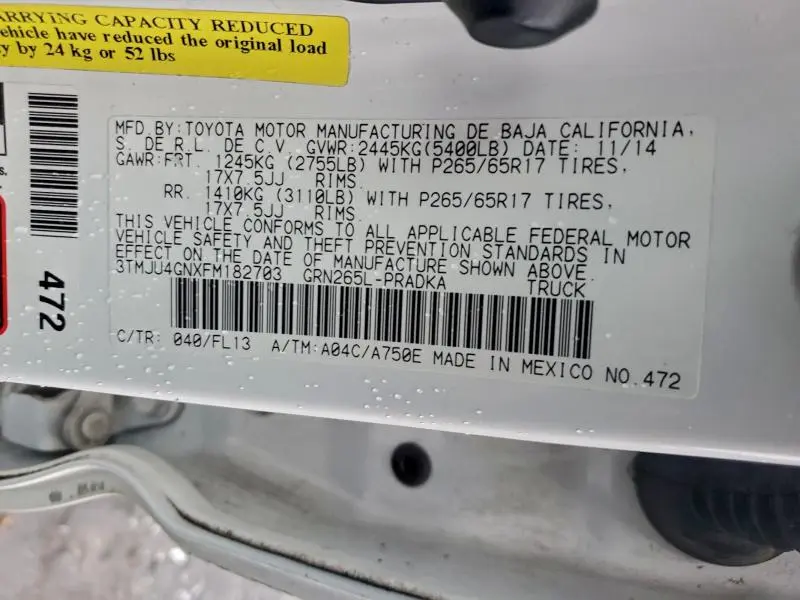 ARRYING CAPACITY REDUCED
ehicle have reduced the original load
y by 24 kg or 52 lbs
MFD BY:TOYOTA MOTOR MANUFACTURING DE BAJA CALIFORNIA,
S. DE R.L. DE C.V. GVWR:2445KG(5400LB) DATE: 11/14
GAWR:FRT. 1245KG (2755LB) WITH P265/65R17 TIRES,
17X7.5JJ RIMS.
RR. 1410KG (3110LB) WITH P265/65R17 TIRES,
17X7.5JJ RIMS.
THIS VEHICLE CONFORMS TO ALL APPLICABLE FEDERAL MOTOR
VEHICLE SAFETY AND THEFT PREVENTION STANDARDS IN
EFFECT ON THE DATE OF MANUFACTURE SHOWN ABOVE.
3TMJU4GNXFM182703 GRN265L-PRADKA TRUCK
C/TR: 040/FL13 A/TM:A04C/A750E MADE IN MEXICO NO.472
472
s.